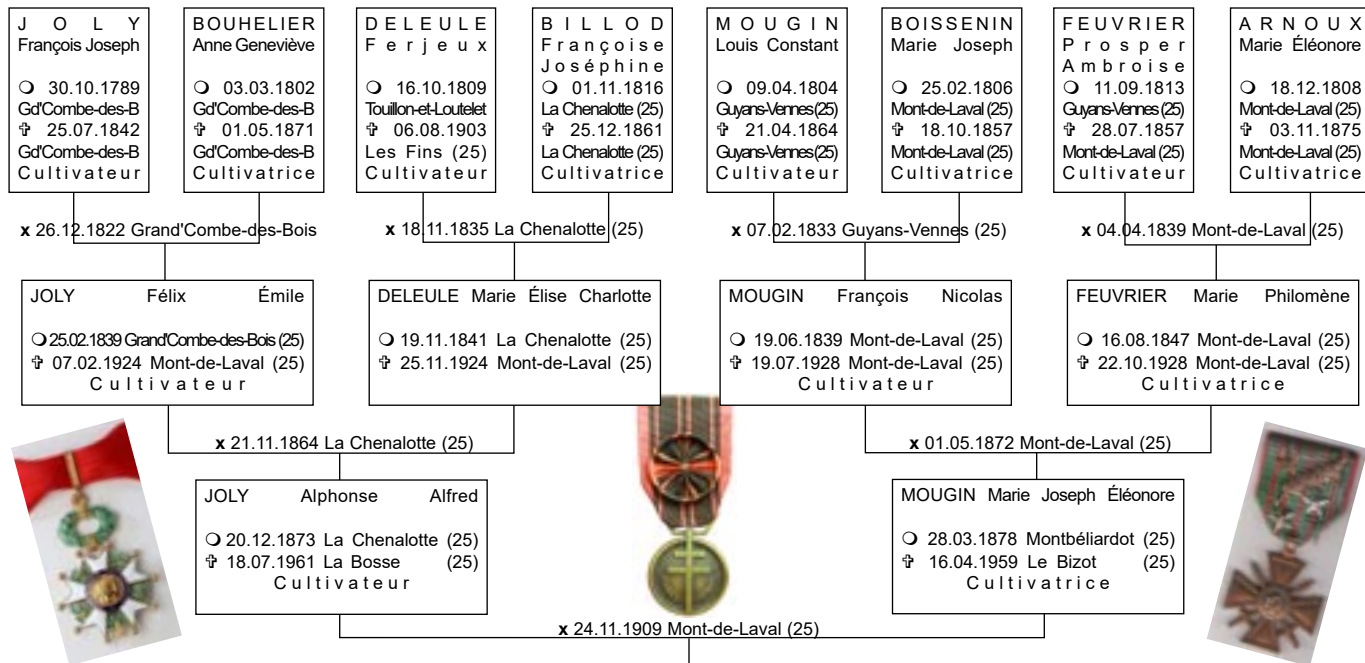 JOLY
François Joseph
❍ 30.10.1789
Gd'Combe-des-B
✞ 25.07.1842
Gd'Combe-des-B
Cultivateur
BOUHELIER
Anne Geneviève
❍ 03.03.1802
Gd'Combe-des-B
✞ 01.05.1871
Gd'Combe-des-B
Cultivatrice
DELEULE
Ferjeux
❍ 16.10.1809
Touillon-et-Loutelet
✞ 06.08.1903
Les Fins (25)
Cultivateur
BILLOD
Françoise
Joséphine
❍ 01.11.1816
La Chenalotte (25)
✞ 25.12.1861
La Chenalotte (25)
Cultivatrice
MOUGIN
Louis Constant
❍ 09.04.1804
Guyans-Vennes(25)
✞ 21.04.1864
Guyans-Vennes(25)
Cultivateur
BOISSENIN
Marie Joseph
❍ 25.02.1806
Mont-de-Laval (25)
✞ 18.10.1857
Mont-de-Laval (25)
Cultivatrice
FEUVRIER
Prosper
Ambroise
❍ 11.09.1813
Guyans-Vennes (25)
✞ 28.07.1857
Mont-de-Laval (25)
Cultivateur
ARNOUX
Marie Éléonore
❍ 18.12.1808
Mont-de-Laval (25)
✞ 03.11.1875
Mont-de-Laval (25)
Cultivatrice
x 26.12.1822 Grand'Combe-des-Bois
x 18.11.1835 La Chenalotte (25)
x 07.02.1833 Guyans-Vennes (25)
x 04.04.1839 Mont-de-Laval (25)
JOLY Félix Émile
❍ 25.02.1839 Grand'Combe-des-Bois (25)
✞ 07.02.1924 Mont-de-Laval (25)
Cultivateur
DELEULE Marie Élise Charlotte
❍ 19.11.1841 La Chenalotte (25)
✞ 25.11.1924 Mont-de-Laval (25)
MOUGIN François Nicolas
❍ 19.06.1839 Mont-de-Laval (25)
✞ 19.07.1928 Mont-de-Laval (25)
Cultivateur
FEUVRIER Marie Philomène
❍ 16.08.1847 Mont-de-Laval (25)
✞ 22.10.1928 Mont-de-Laval (25)
Cultivatrice
x 21.11.1864 La Chenalotte (25)
x 01.05.1872 Mont-de-Laval (25)
JOLY Alphonse Alfred
❍ 20.12.1873 La Chenalotte (25)
✞ 18.07.1961 La Bosse (25)
Cultivateur
MOUGIN Marie Joseph Éléonore
❍ 28.03.1878 Montbéliardot (25)
✞ 16.04.1959 Le Bizot (25)
Cultivatrice
x 24.11.1909 Mont-de-Laval (25)